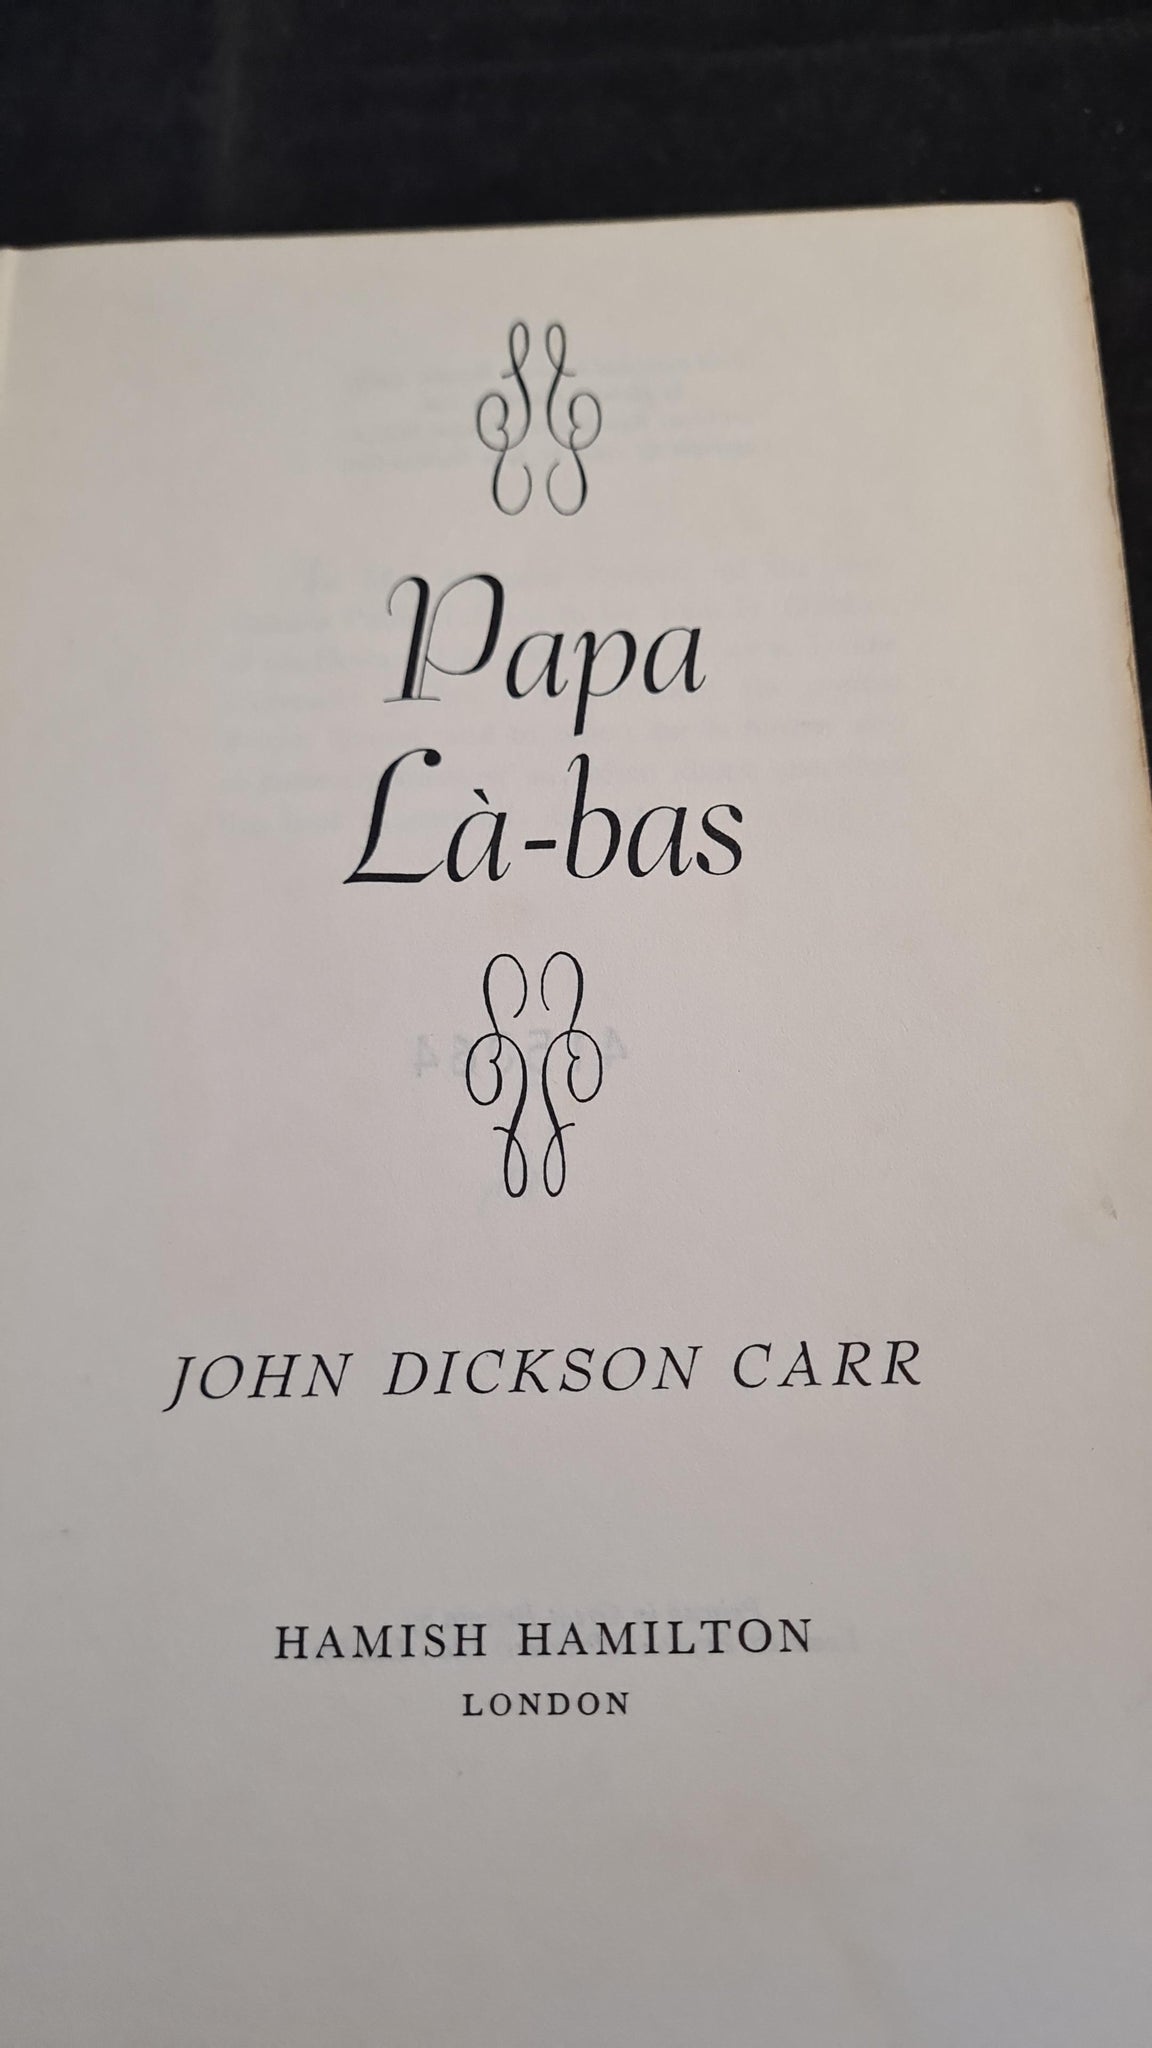 Papa
Là-bas
JOHN DICKSON CARR
HAMISH HAMILTON
LONDON